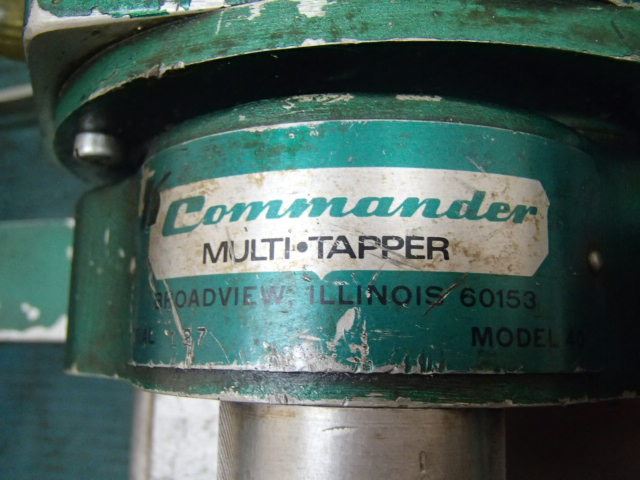 Commander
MULTI•TAPPER
BROADVIEW, ILLINOIS 60153
MODEL 40